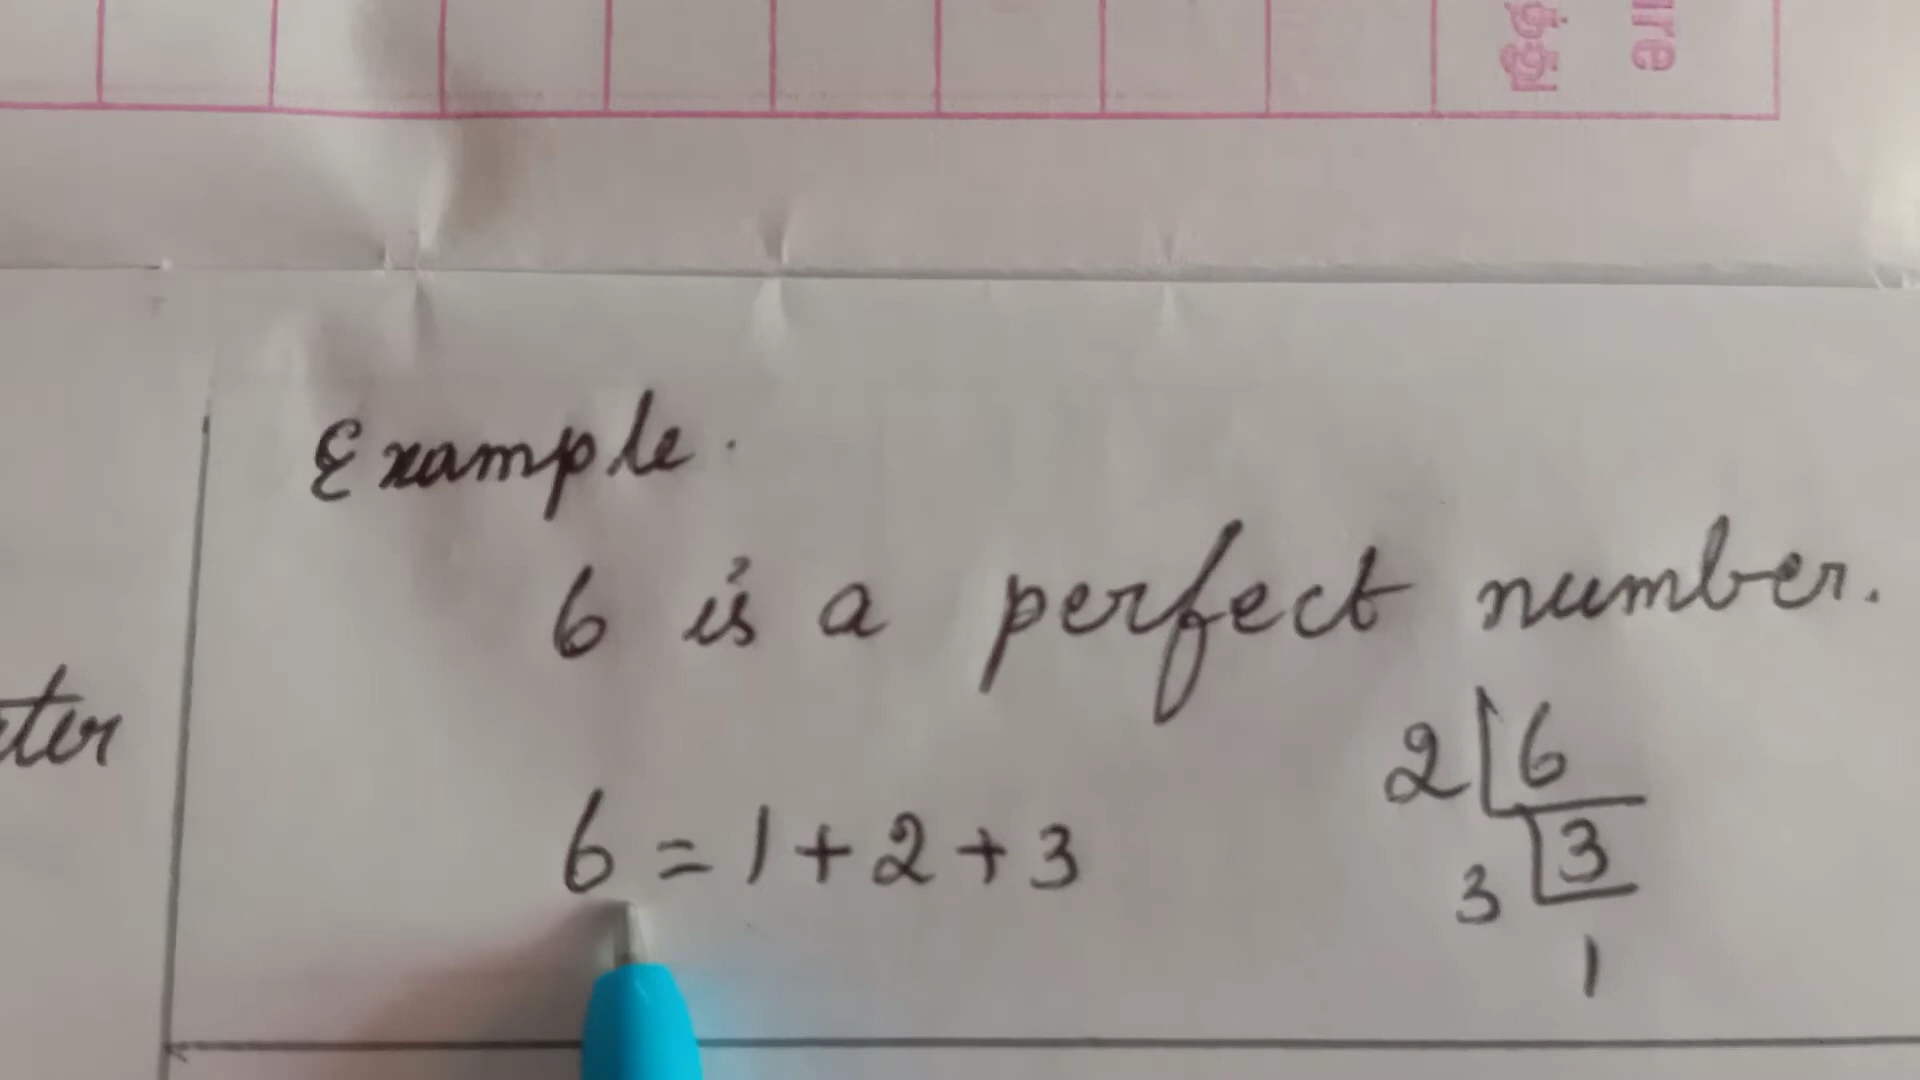 Example.
6 is a perfect number.
6 = 1 + 2 + 3
2 6
3 3
1